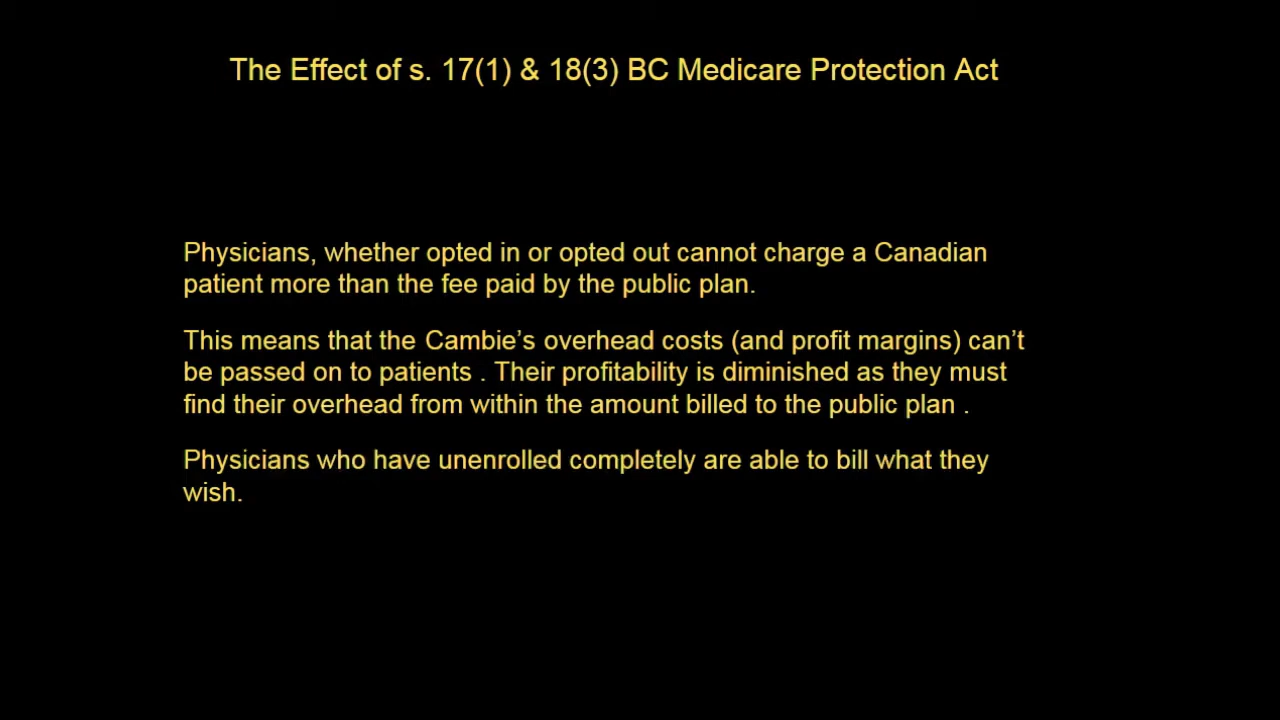 The Effect of s. 17(1) & 18(3) BC Medicare Protection Act
Physicians, whether opted in or opted out cannot charge a Canadian
patient more than the fee paid by the public plan.
This means that the Cambie’s overhead costs (and profit margins) can’t
be passed on to patients . Their profitability is diminished as they must
find their overhead from within the amount billed to the public plan .
Physicians who have unenrolled completely are able to bill what they
wish.